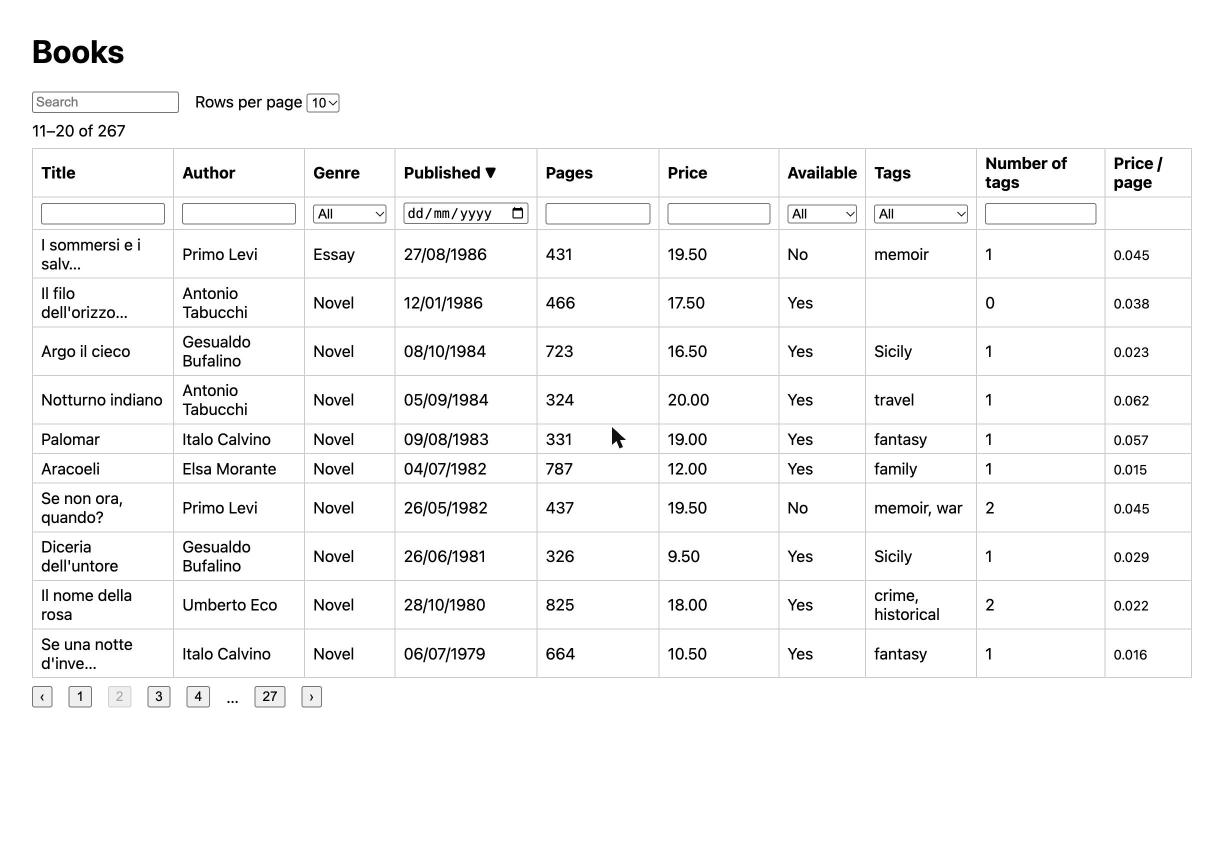 Books
Search Rows per page 10
11–20 of 267
Title Author Genre Published ▼ Pages Price Available Tags Number of tags Price / page
All dd/mm/yyyy All All
I sommersi e i salv... Primo Levi Essay 27/08/1986 431 19.50 No memoir 1 0.045
Il filo dell'orizzo... Antonio Tabucchi Novel 12/01/1986 466 17.50 Yes 0 0.038
Argo il cieco Gesualdo Bufalino Novel 08/10/1984 723 16.50 Yes Sicily 1 0.023
Notturno indiano Antonio Tabucchi Novel 05/09/1984 324 20.00 Yes travel 1 0.062
Palomar Italo Calvino Novel 09/08/1983 331 19.00 Yes fantasy 1 0.057
Aracoeli Elsa Morante Novel 04/07/1982 787 12.00 Yes family 1 0.015
Se non ora, quando? Primo Levi Novel 26/05/1982 437 19.50 No memoir, war 2 0.045
Diceria dell'untore Gesualdo Bufalino Novel 26/06/1981 326 9.50 Yes Sicily 1 0.029
Il nome della rosa Umberto Eco Novel 28/10/1980 825 18.00 Yes crime, historical 2 0.022
Se una notte d'inve... Italo Calvino Novel 06/07/1979 664 10.50 Yes fantasy 1 0.016
‹ 1 2 3 4 ... 27 ›